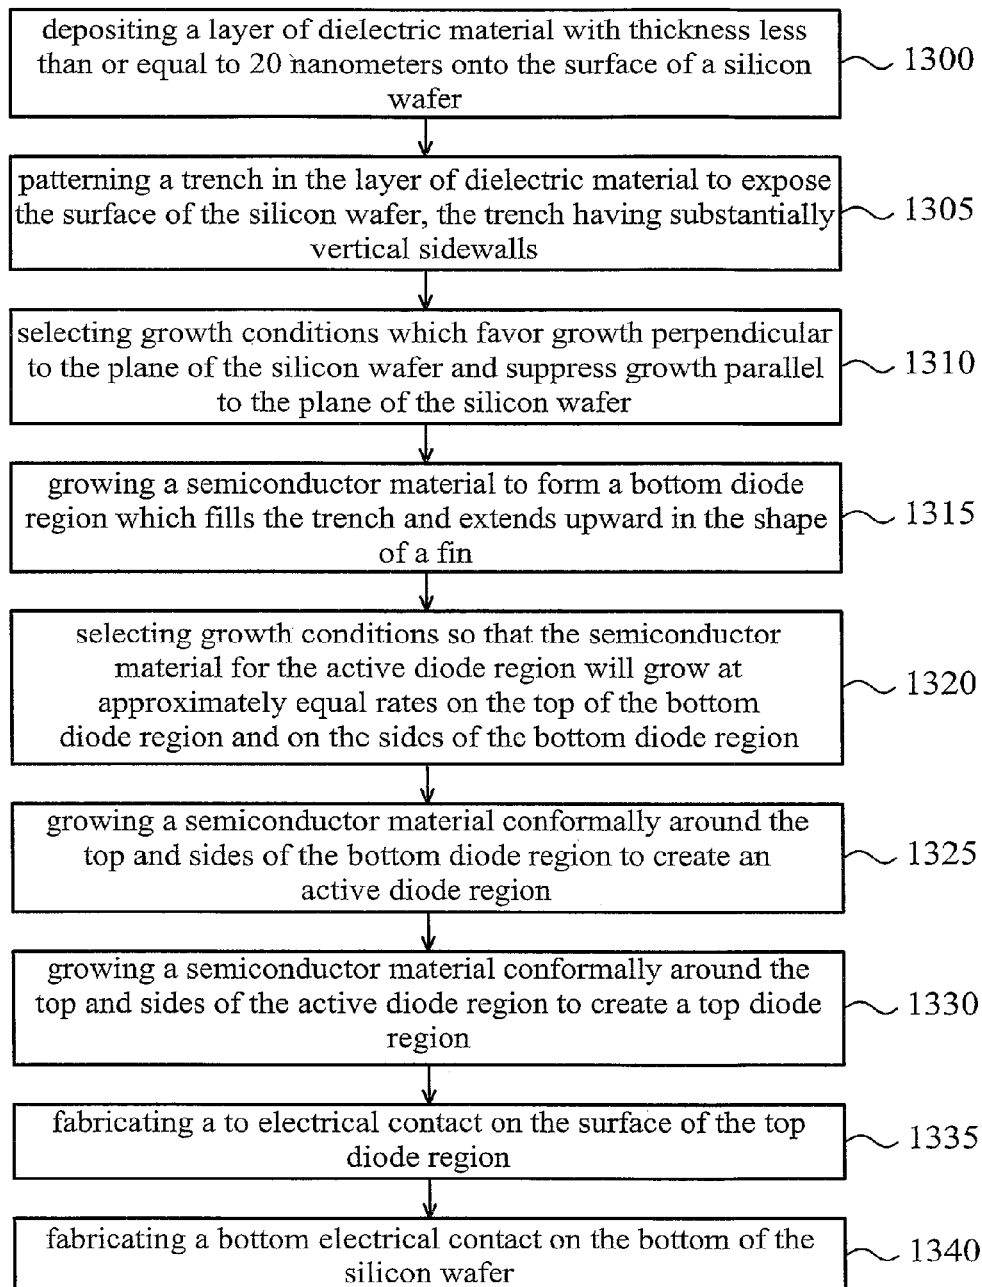 depositing a layer of dielectric material with thickness less
than or equal to 20 nanometers onto the surface of a silicon
wafer
1300
patterning a trench in the layer of dielectric material to expose
the surface of the silicon wafer, the trench having substantially
vertical sidewalls
1305
selecting growth conditions which favor growth perpendicular
to the plane of the silicon wafer and suppress growth parallel
to the plane of the silicon wafer
1310
growing a semiconductor material to form a bottom diode
region which fills the trench and extends upward in the shape
of a fin
1315
selecting growth conditions so that the semiconductor
material for the active diode region will grow at
approximately equal rates on the top of the bottom
diode region and on the sides of the bottom diode region
1320
growing a semiconductor material conformally around the
top and sides of the bottom diode region to create an
active diode region
1325
growing a semiconductor material conformally around the
top and sides of the active diode region to create a top diode
region
1330
fabricating a to electrical contact on the surface of the top
diode region
1335
fabricating a bottom electrical contact on the bottom of the
silicon wafer
1340